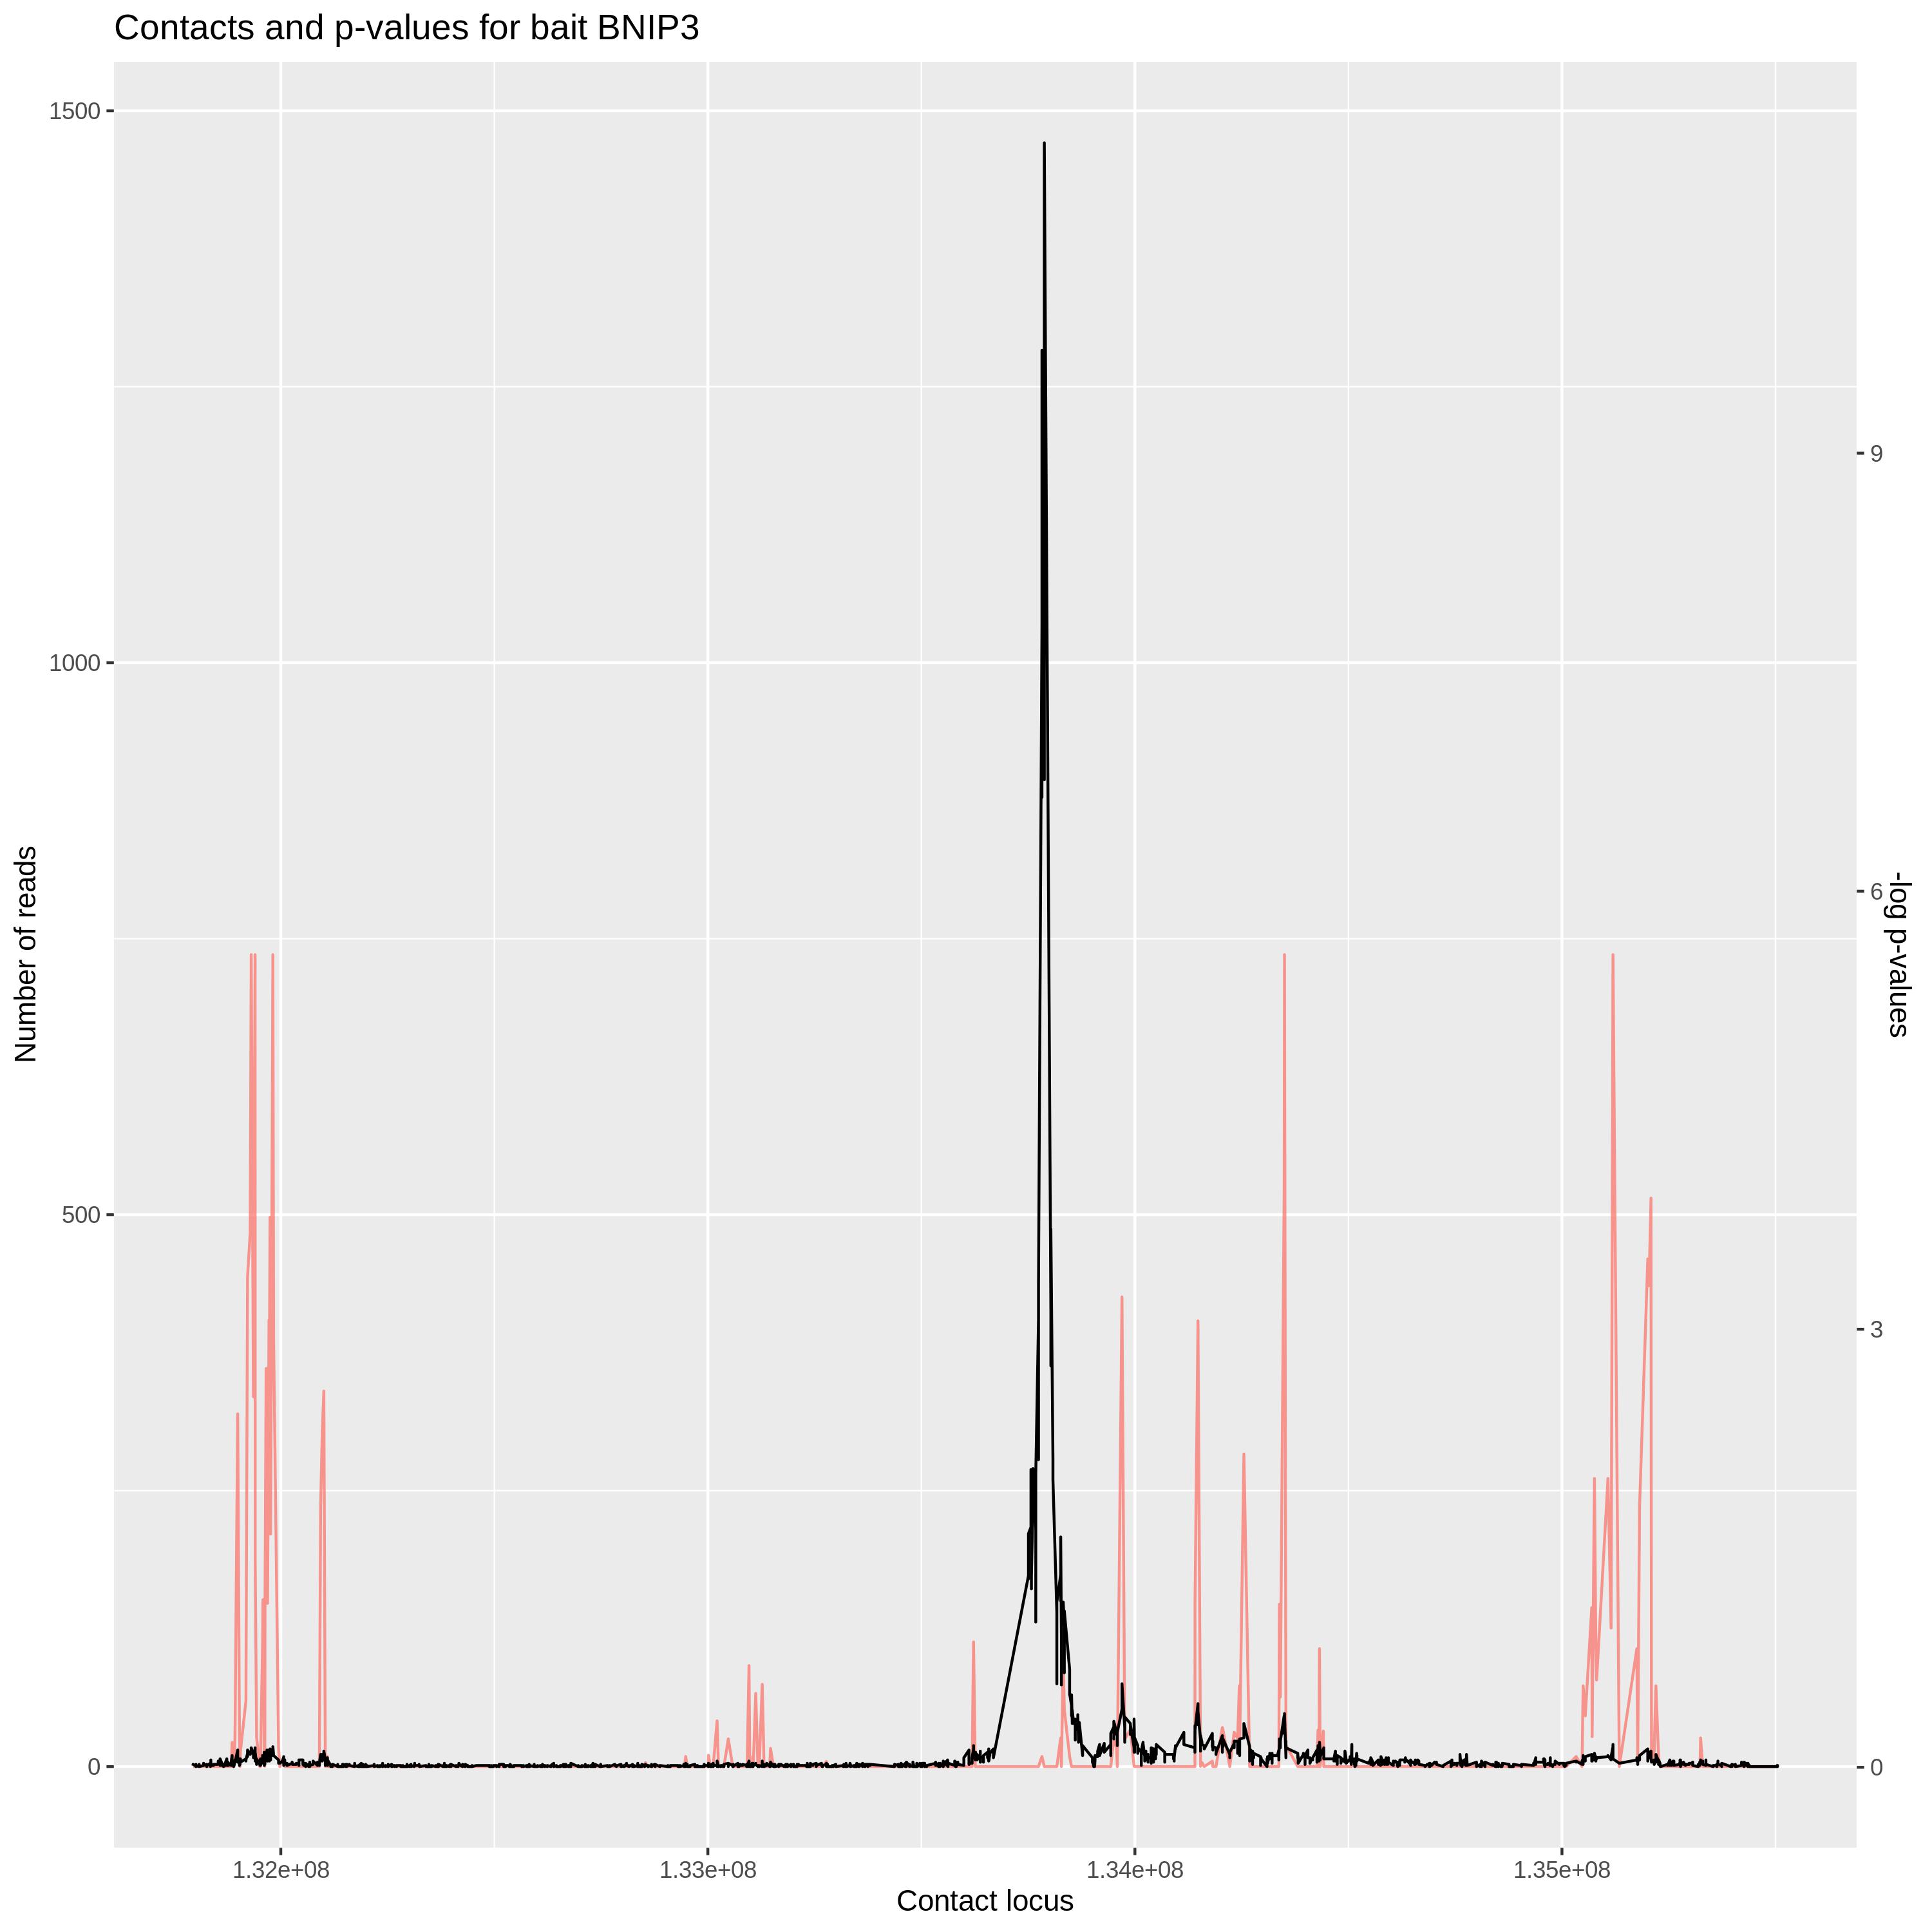 Contacts and p-values for bait BNIP3
1500
1000
500
0
Number of reads
9
6
3
0
-log p-values
1.32e+08
1.33e+08
1.34e+08
1.35e+08
Contact locus